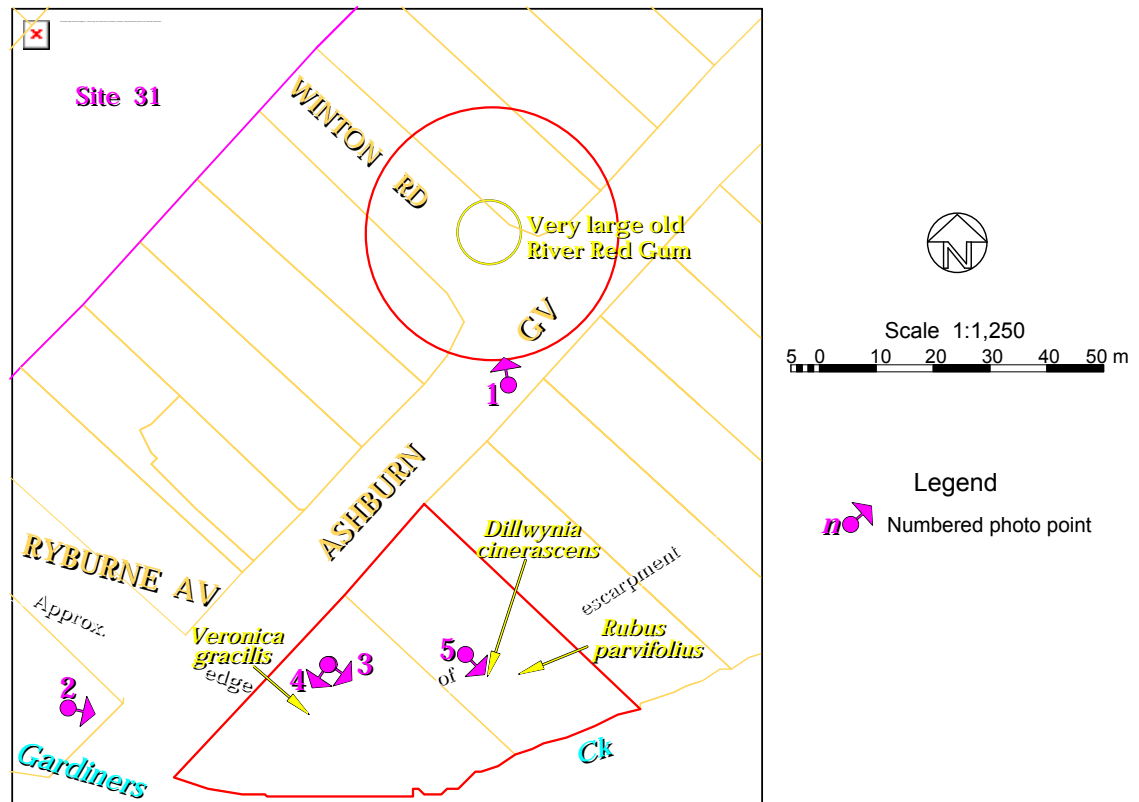 Site 31
WINTON RD
Very large old
River Red Gum
GV
1
ASHBURN
Dillwynia
cinerascens
escarpment
RYBURNE AV
Approx.
Veronica
gracilis
edge
Rubus
parvifolius
5
of
4
3
2
Gardiners
Ck
N
Scale 1:1,250
5 0 10 20 30 40 50 m
Legend
n Numbered photo point